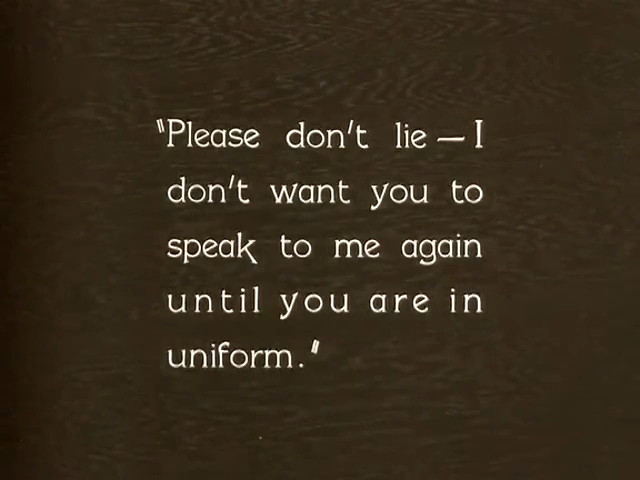 "Please don't lie — I
don't want you to
speak to me again
until you are in
uniform."